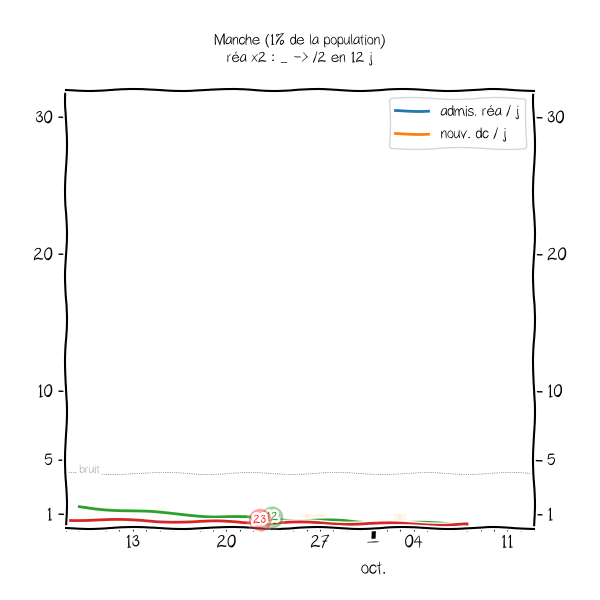 Manche (1% de la population)
réa x2 : _ -> /2 en 12 j
admis. réa / j
nouv. dc / j
30 30
20 20
10 10
5 5
bruit
1 1
23 12
13 20 27 04 11
oct.